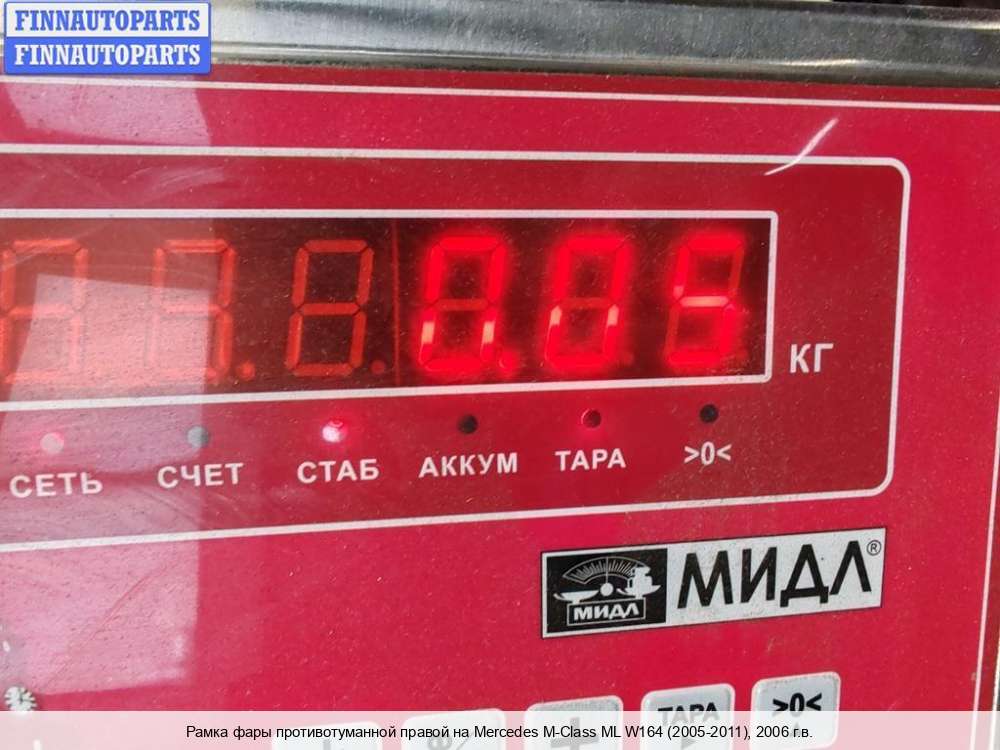 FINNAUTOPARTS
FINNAUTOPARTS
0.05
КГ
СЕТЬ СЧЕТ СТАБ АККУМ ТАРА >0<
МИДЛ МИДЛ®
ТАРА >0<
Рамка фары противотуманной правой на Mercedes M-Class ML W164 (2005-2011), 2006 г.в.